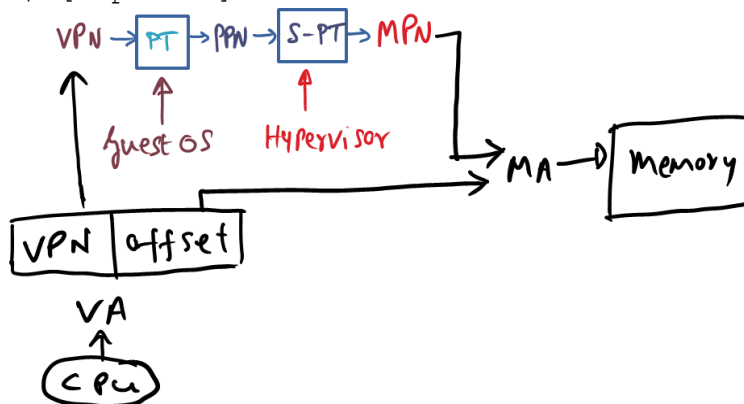 VPN PT PPN S-PT MPN
Guest OS Hypervisor
MA Memory
VPN offset
VA
CPU